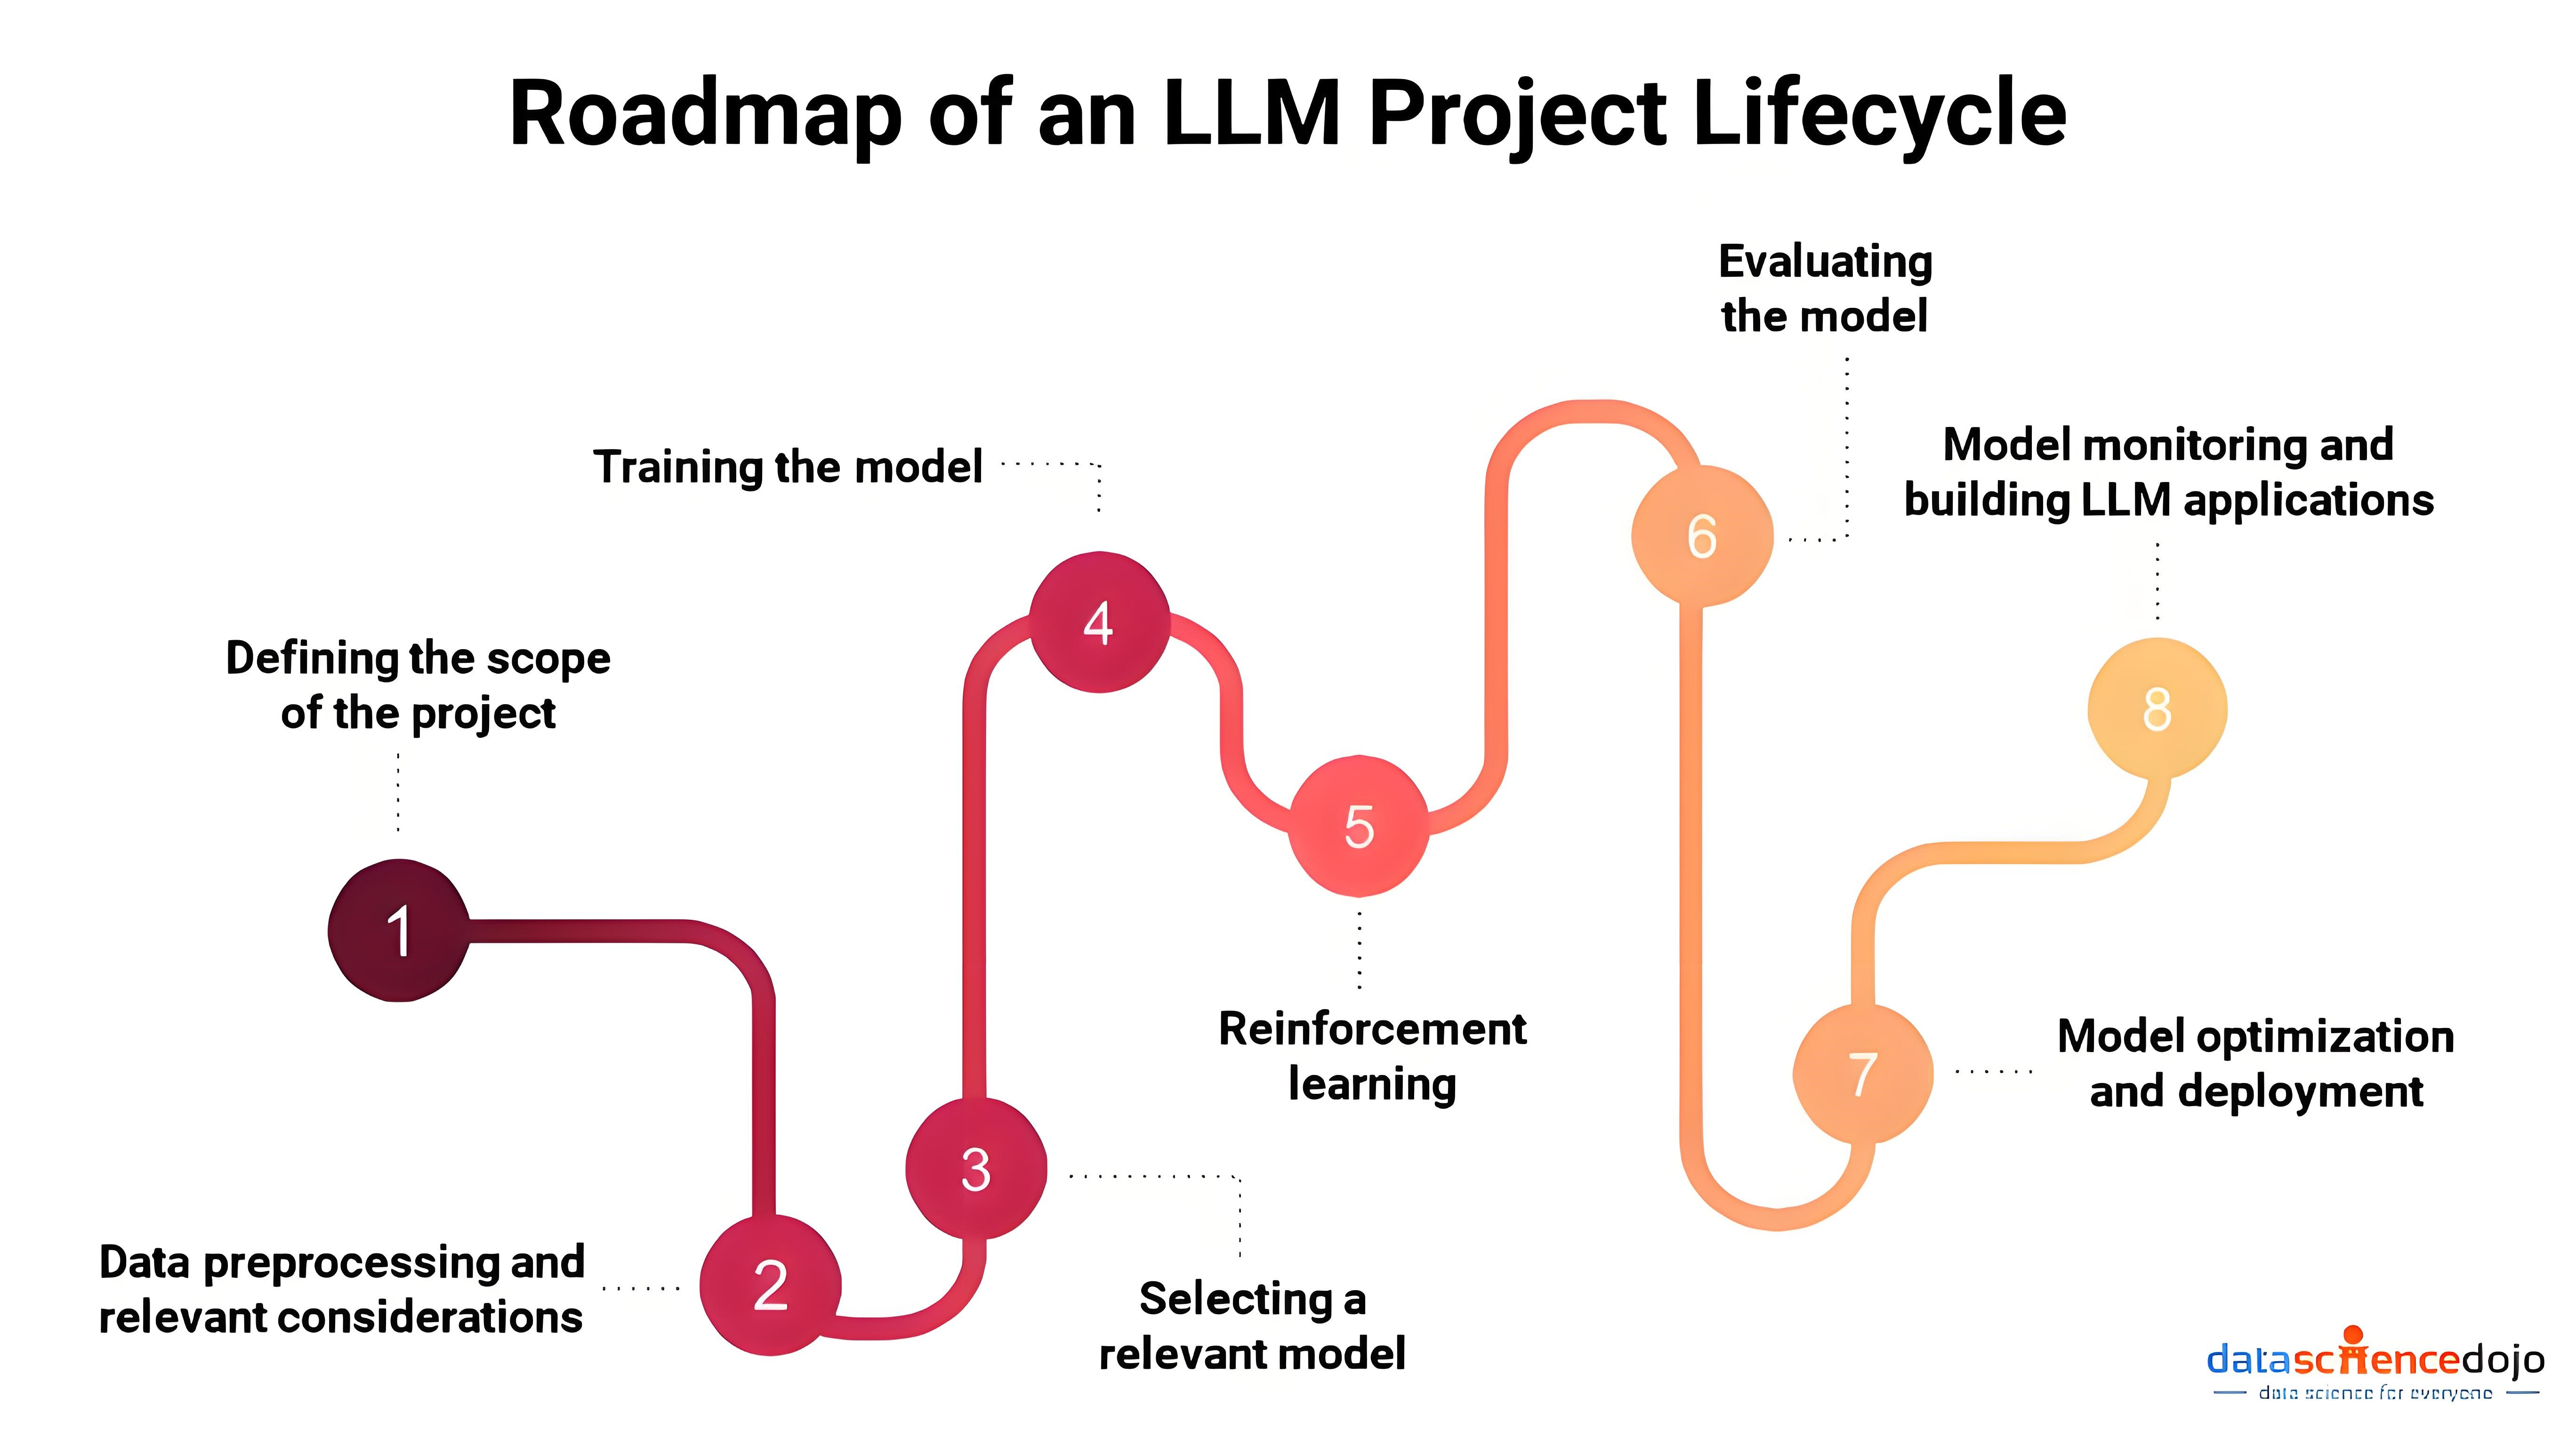 Roadmap of an LLM Project Lifecycle
1
Defining the scope
of the project
2
Data preprocessing and
relevant considerations
3
Selecting a
relevant model
4
Training the model
5
Reinforcement
learning
6
Evaluating
the model
7
Model optimization
and deployment
8
Model monitoring and
building LLM applications
datasciencedojo
data science for everyone